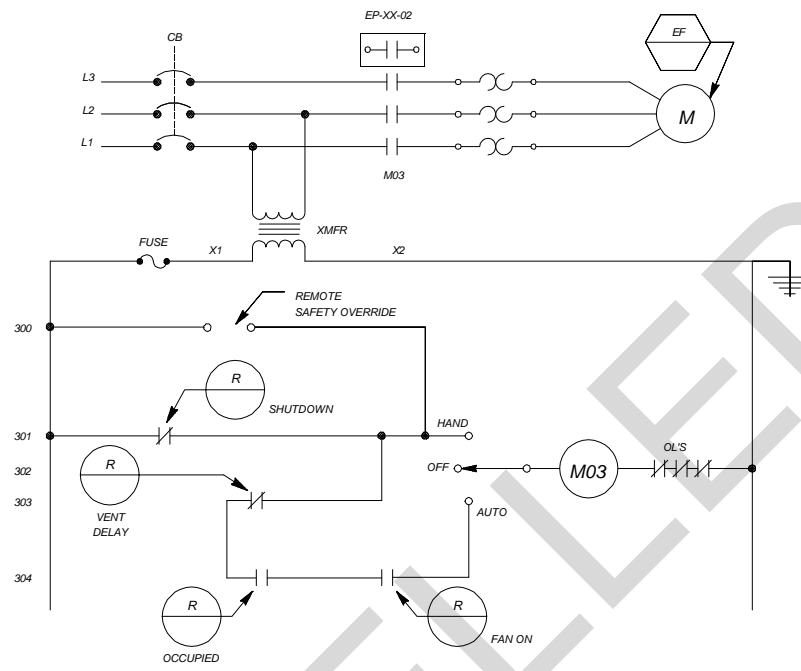 EP-XX-02
CB
EF
L3
L2
M
L1
M03
FUSE
X1
XMFR
X2
REMOTE
SAFETY OVERRIDE
300
R
SHUTDOWN
301
HAND
OL'S
302
R
OFF
M03
303
AUTO
VENT
DELAY
304
R
R
OCCUPIED
FAN ON